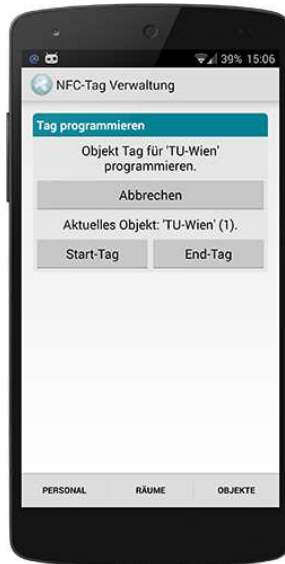 39% 15:06
NFC-Tag Verwaltung
Tag programmieren
Objekt Tag für 'TU-Wien'
programmieren.
Abbrechen
Aktuelles Objekt: 'TU-Wien' (1).
Start-Tag End-Tag
PERSONAL RÄUME OBJEKTE